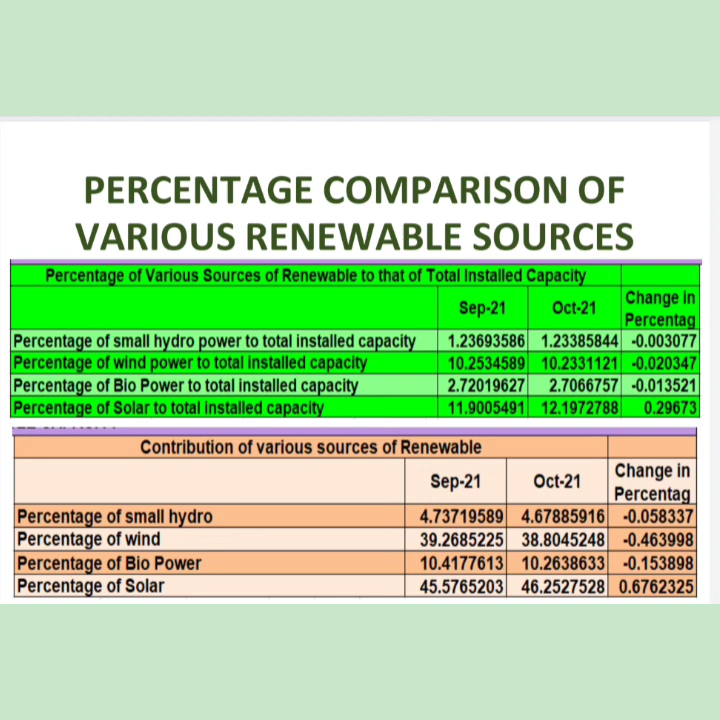 PERCENTAGE COMPARISON OF
VARIOUS RENEWABLE SOURCES
Percentage of Various Sources of Renewable to that of Total Installed Capacity
Sep-21 Oct-21 Change in Percentag
Percentage of small hydro power to total installed capacity 1.23693586 1.23385844 -0.003077
Percentage of wind power to total installed capacity 10.2534589 10.2331121 -0.020347
Percentage of Bio Power to total installed capacity 2.72019627 2.7066757 -0.013521
Percentage of Solar to total installed capacity 11.9005491 12.1972788 0.29673
Contribution of various sources of Renewable
Sep-21 Oct-21 Change in Percentag
Percentage of small hydro 4.73719589 4.67885916 -0.058337
Percentage of wind 39.2685225 38.8045248 -0.463998
Percentage of Bio Power 10.4177613 10.2638633 -0.153898
Percentage of Solar 45.5765203 46.2527528 0.6762325